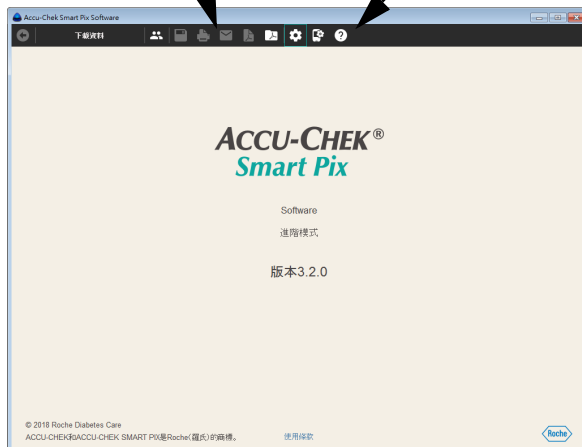 Accu-Chek Smart Pix Software
下載資料
?
ACCU-CHEK®
Smart Pix
Software
進階模式
版本3.2.0
© 2018 Roche Diabetes Care
ACCU-CHEK和ACCU-CHEK SMART PIX是Roche(羅氏)的商標。 使用條款
Roche